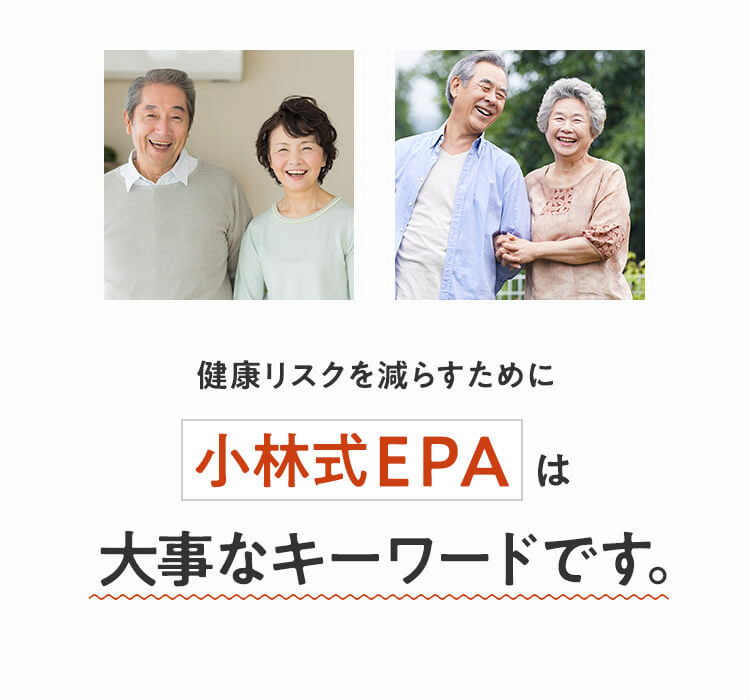 健康リスクを減らすために
小林式EPAは
大事なキーワードです。